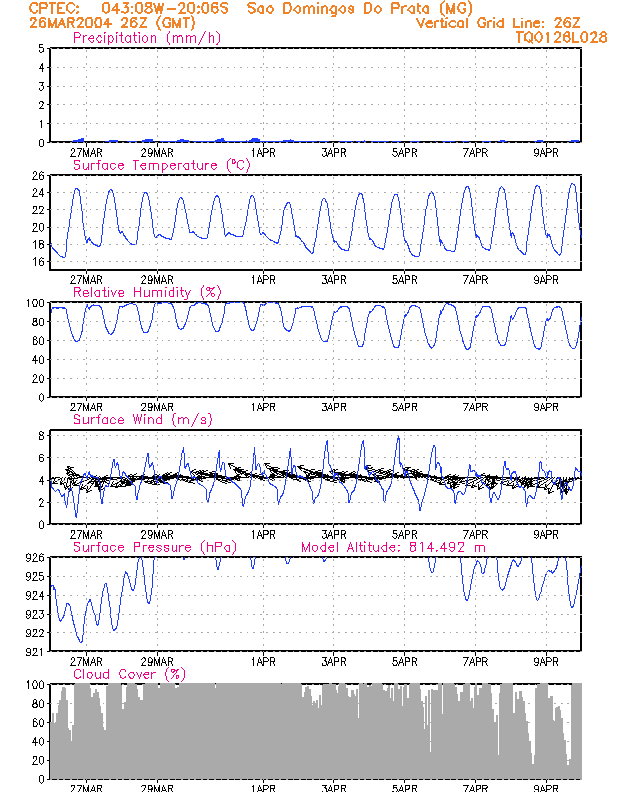 CPTEC: 043:08W-20:06S Sao Domingos Do Prata (MG)
26MAR2004 26Z (GMT) Vertical Grid Line: 26Z
Precipitation (mm/h) TQ0126L028
5
4
3
2
1
0
27MAR 29MAR 1APR 3APR 5APR 7APR 9APR
Surface Temperature (°C)
26
24
22
20
18
16
27MAR 29MAR 1APR 3APR 5APR 7APR 9APR
Relative Humidity (%)
100
80
60
40
20
0
27MAR 29MAR 1APR 3APR 5APR 7APR 9APR
Surface Wind (m/s)
8
6
4
2
0
27MAR 29MAR 1APR 3APR 5APR 7APR 9APR
Surface Pressure (hPa) Model Altitude: 814.492 m
926
925
924
923
922
921
27MAR 29MAR 1APR 3APR 5APR 7APR 9APR
Cloud Cover (%)
100
80
60
40
20
0
27MAR 29MAR 1APR 3APR 5APR 7APR 9APR